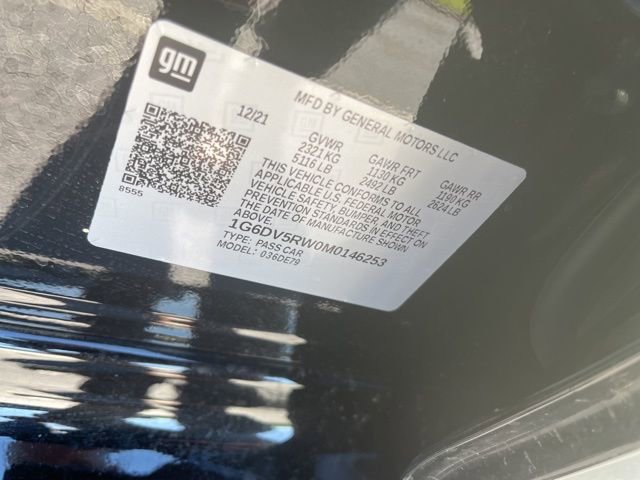 gm
MFD BY GENERAL MOTORS LLC
12/21
GVWR GAWR FRT GAWR RR
2321 KG 1130 KG 1190 KG
5116 LB 2492 LB 2624 LB
THIS VEHICLE CONFORMS TO ALL
APPLICABLE U.S. FEDERAL MOTOR
VEHICLE SAFETY, BUMPER, AND THEFT
PREVENTION STANDARDS IN EFFECT ON
THE DATE OF MANUFACTURE SHOWN
1G6DV5RW0M0146253
TYPE: PASS CAR
MODEL: 036DE79
8555